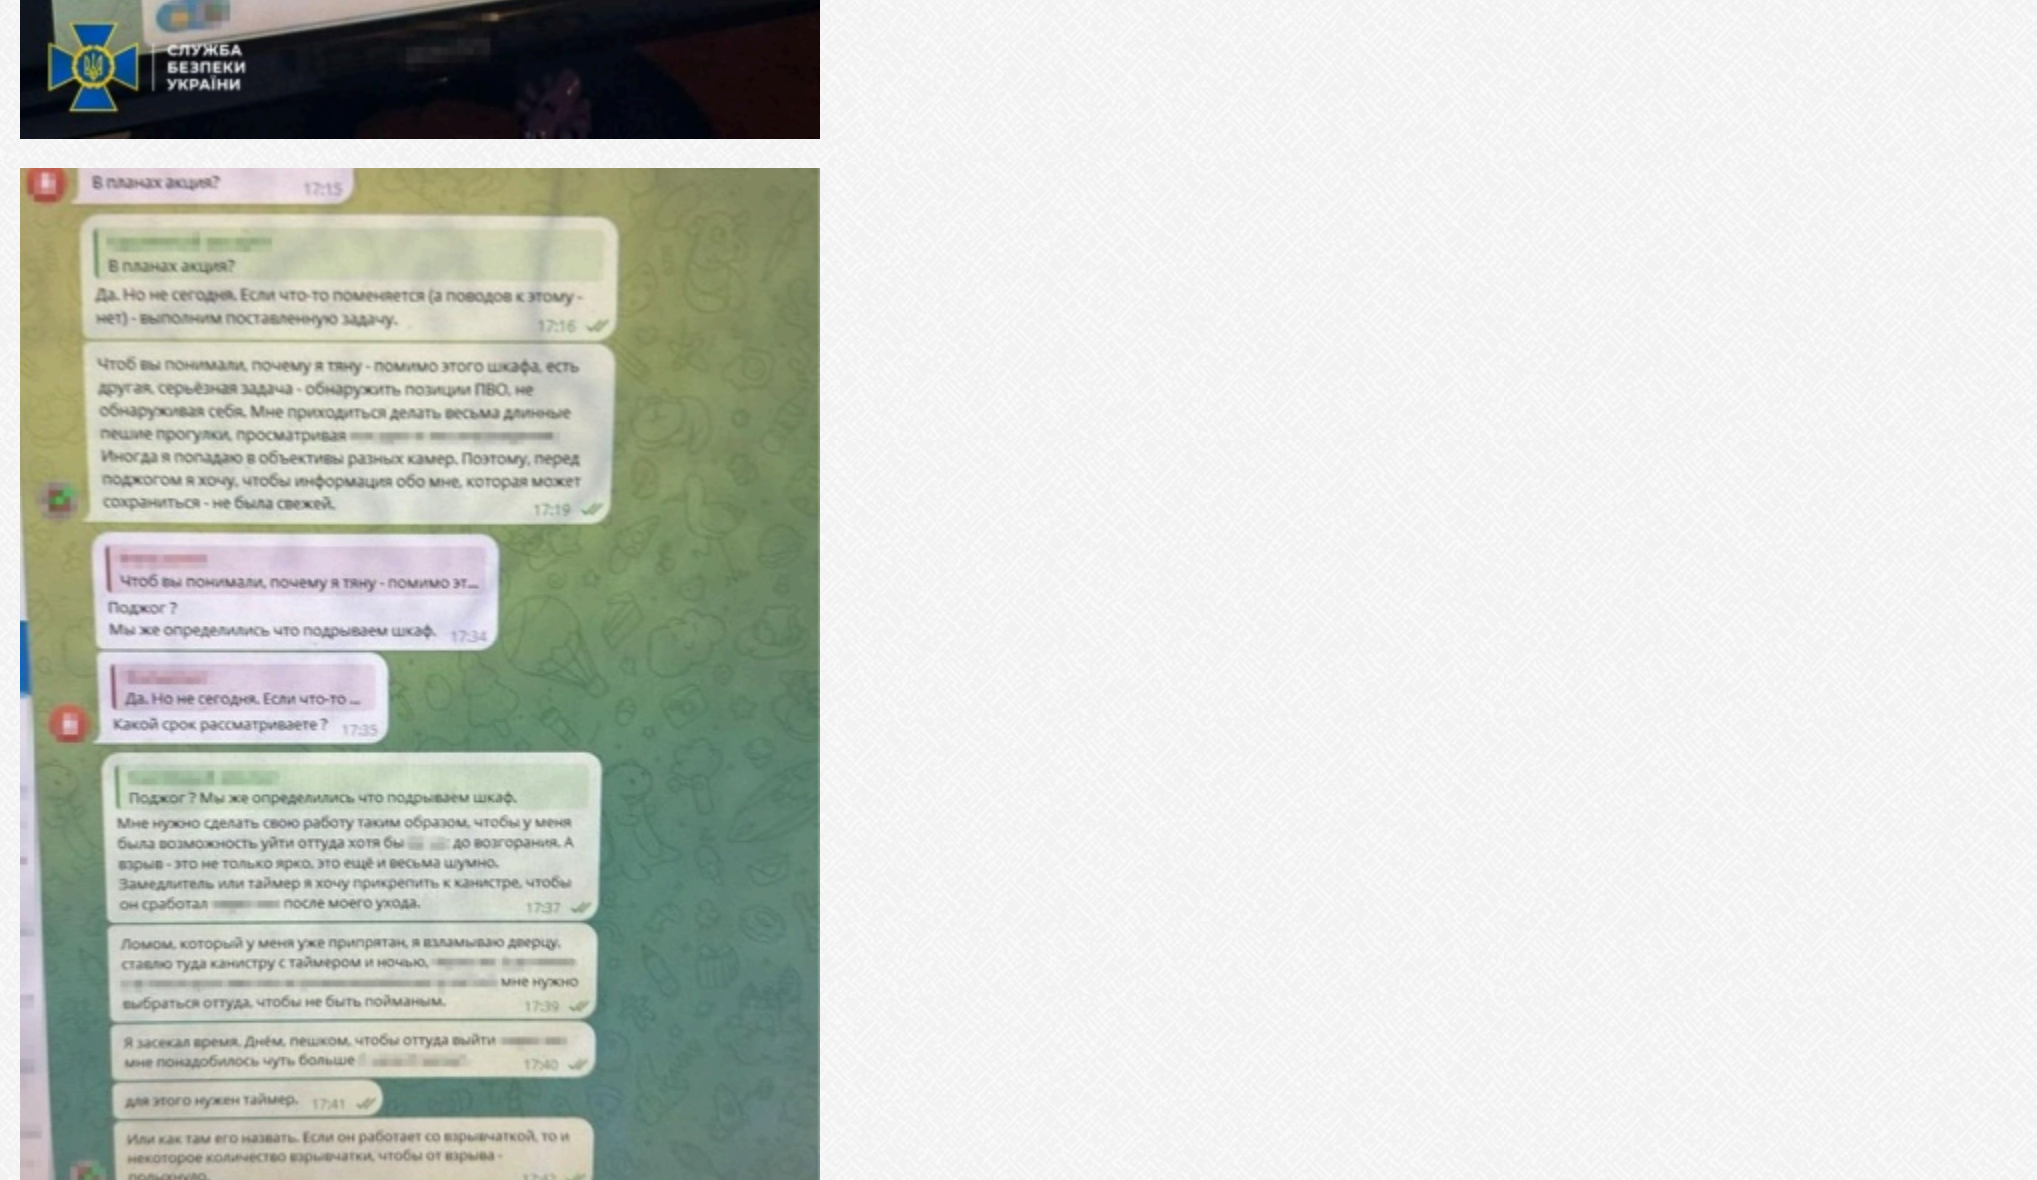 СЛУЖБА
БЕЗПЕКИ
УКРАЇНИ
В планах акция?
17:15
В планах акция?
Да. Но не сегодня. Если что-то поменяется (а поводов к этому -
нет) - выполним поставленную задачу.
17:16
Чтоб вы понимали, почему я тяну - помимо этого шкафа, есть
другая, серьёзная задача - обнаружить позиции ПВО, не
обнаруживая себя. Мне приходиться делать весьма длинные
пешие прогулки, просматривая
Иногда я попадаю в объективы разных камер. Поэтому, перед
поджогом я хочу, чтобы информация обо мне, которая может
сохраниться - не была свежей.
17:19
Чтоб вы понимали, почему я тяну - помимо эт...
Поджог ?
Мы же определились что подрываем шкаф.
17:34
Да. Но не сегодня. Если что-то ...
Какой срок рассматриваете ?
17:35
Поджог ? Мы же определились что подрываем шкаф.
Мне нужно сделать свою работу таким образом, чтобы у меня
была возможность уйти оттуда хотя бы до возгорания. А
взрыв - это не только ярко, это ещё и весьма шумно.
Замедлитель или таймер я хочу прикрепить к канистре, чтобы
он сработал после моего ухода.
17:37
Ломом, который у меня уже припрятан, я взламываю дверцу,
ставлю туда канистру с таймером и ночью,
мне нужно
выбраться оттуда, чтобы не быть пойманым.
17:39
Я засекал время. Днём, пешком, чтобы оттуда выйти
мне понадобилось чуть больше
17:40
для этого нужен таймер.
17:41
Или как там его назвать. Если он работает со взрывчаткой, то и
некоторое количество взрывчатки, чтобы от взрыва -